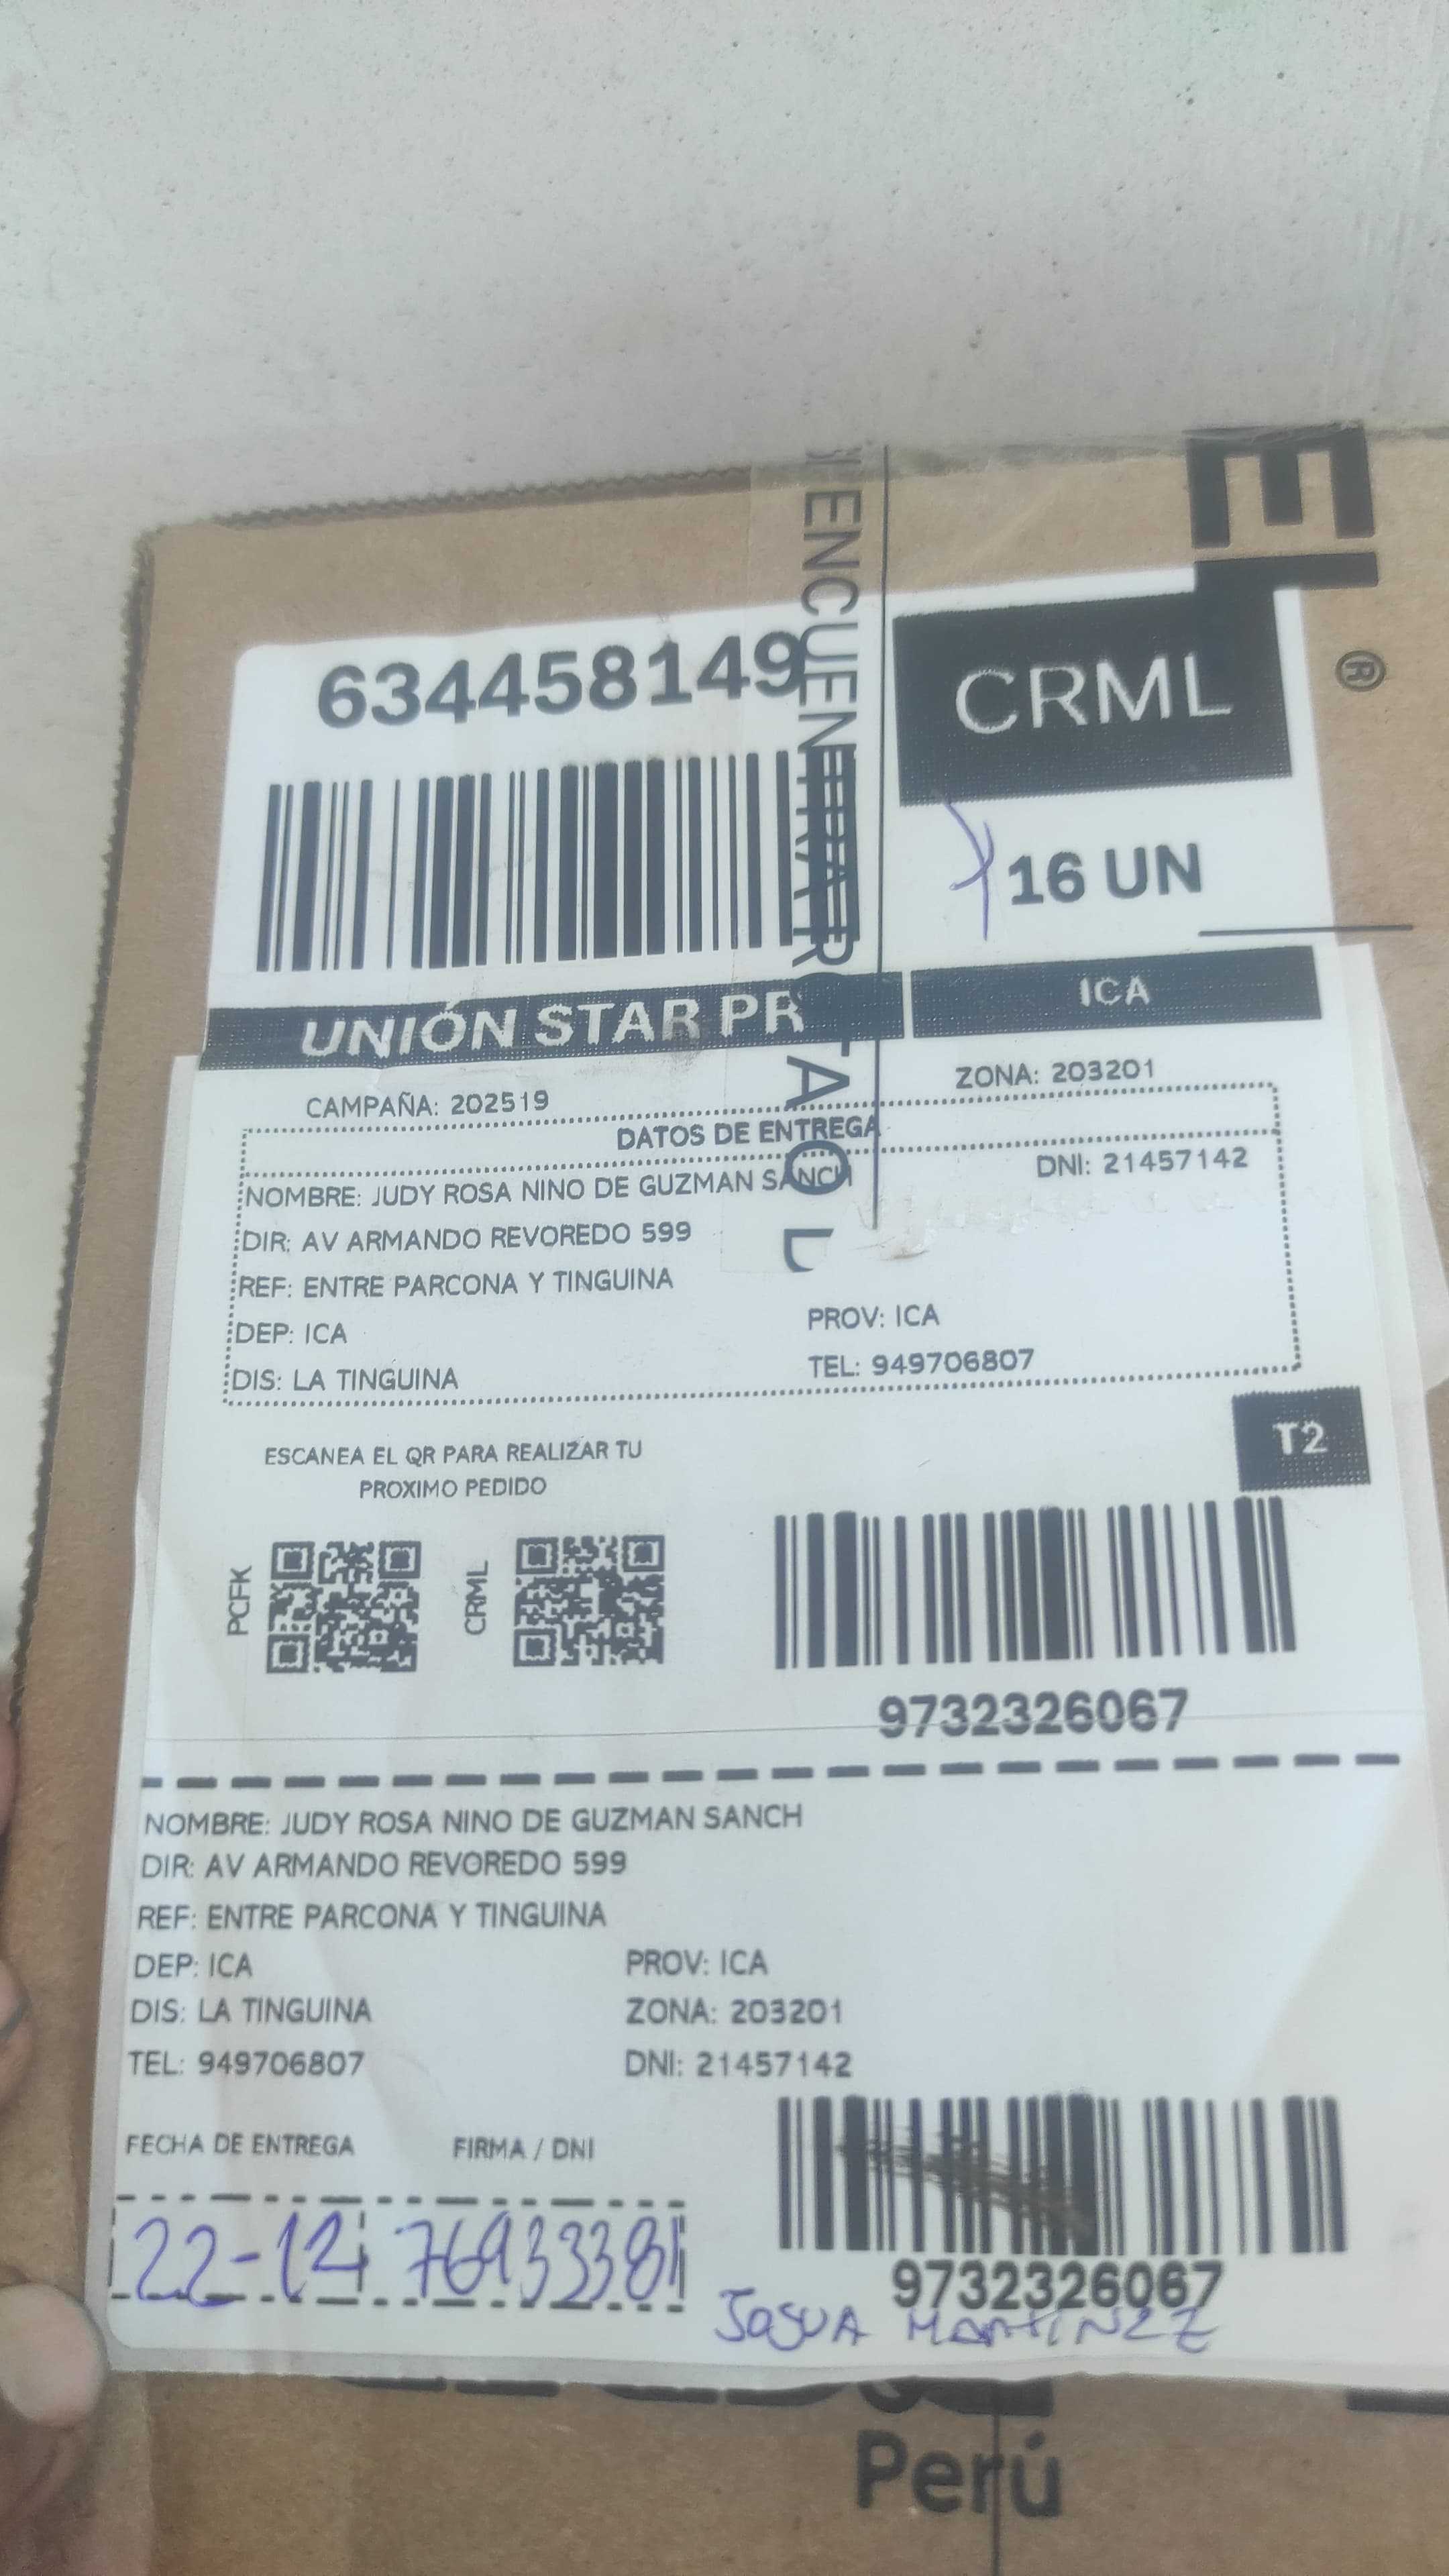 EL
®
634458149
CRML
16 UN
UNIÓN STAR PR
ICA
CAMPAÑA: 202519
ZONA: 203201
DATOS DE ENTREGA
NOMBRE: JUDY ROSA NINO DE GUZMAN SANCH
DNI: 21457142
DIR: AV ARMANDO REVOREDO 599
REF: ENTRE PARCONA Y TINGUINA
DEP: ICA
PROV: ICA
DIS: LA TINGUINA
TEL: 949706807
T2
ESCANEA EL QR PARA REALIZAR TU
PROXIMO PEDIDO
PCFK
CRML
9732326067
NOMBRE: JUDY ROSA NINO DE GUZMAN SANCH
DIR: AV ARMANDO REVOREDO 599
REF: ENTRE PARCONA Y TINGUINA
DEP: ICA
PROV: ICA
DIS: LA TINGUINA
ZONA: 203201
TEL: 949706807
DNI: 21457142
FECHA DE ENTREGA
FIRMA / DNI
22-12 76933381
9732326067
JOSUA MARTINEZ
Perú